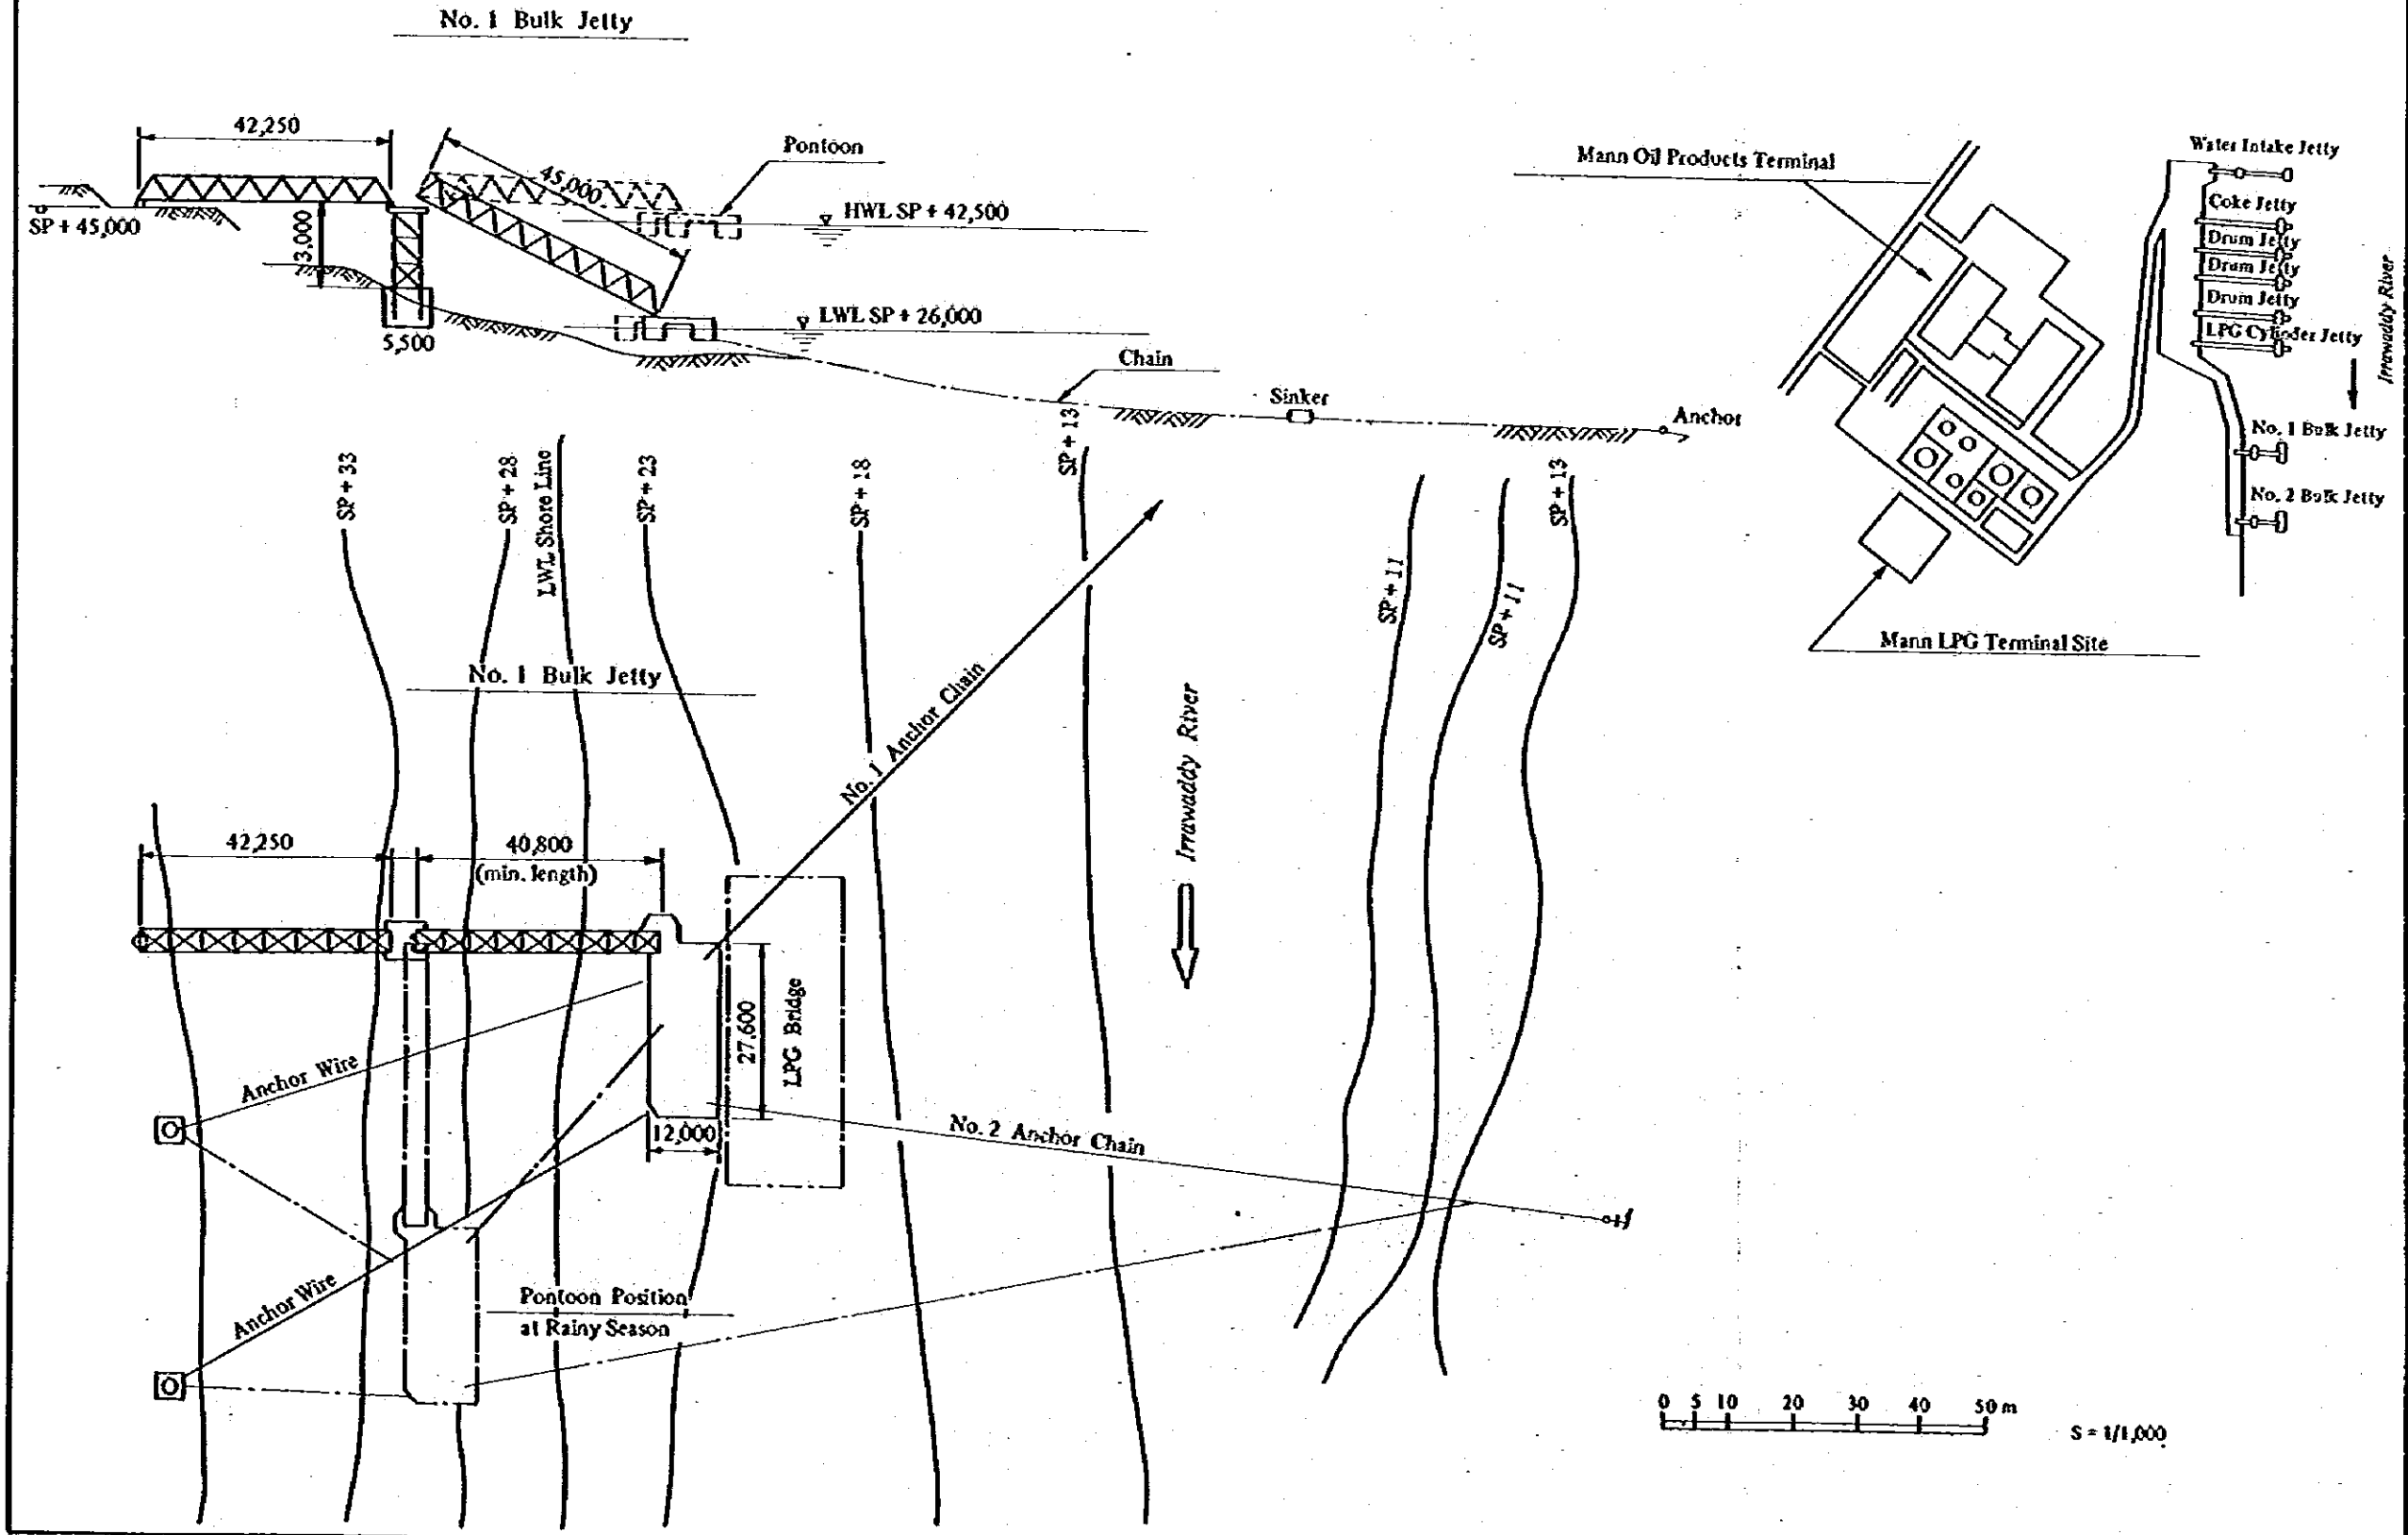 No. 1 Bulk Jetty
42,250
45,000
Pontoon
HWL SP + 42,500
SP + 45,000
13,000
5,500
LWL SP + 26,000
Chain
Sinker
Anchor
Mann Oil Products Terminal
Water Intake Jetty
Coke Jetty
Drum Jetty
Drum Jetty
Drum Jetty
LPG Cylinder Jetty
Irrawaddy River
No. 1 Bulk Jetty
No. 2 Bulk Jetty
Mann LPG Terminal Site
SP + 33
SP + 28
LWL Shore Line
SP + 23
SP + 18
SP + 13
SP + 11
SP + 11
SP + 13
No. 1 Bulk Jetty
No. 1 Anchor Chain
Irrawaddy River
42,250
40,800
(min. length)
27,600
LPG Bridge
12,000
Anchor Wire
No. 2 Anchor Chain
Anchor Wire
Pontoon Position
at Rainy Season
0 5 10 20 30 40 50 m
S = 1/1,000